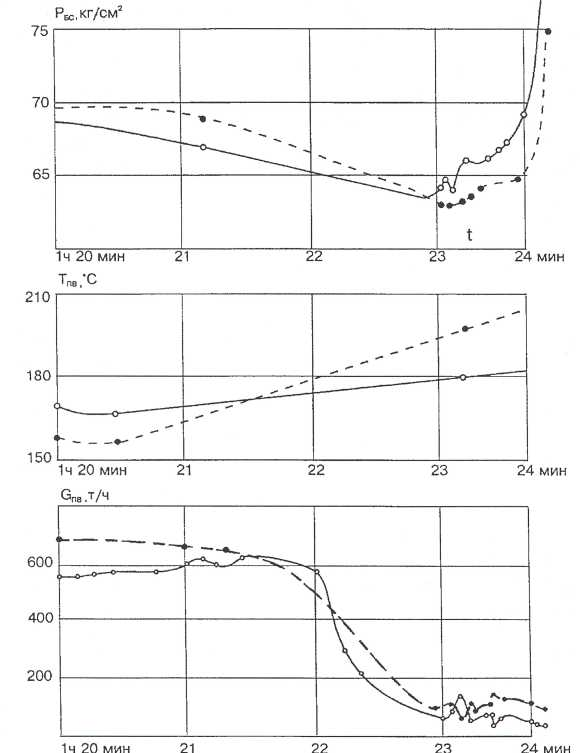 Рбс,кг/см²
75
70
65
t
1ч 20 мин 21 22 23 24 мин
Тпв,°С
210
180
150
1ч 20 мин 21 22 23 24 мин
Gпв,т/ч
600
400
200
1ч 20 мин 21 22 23 24 мин